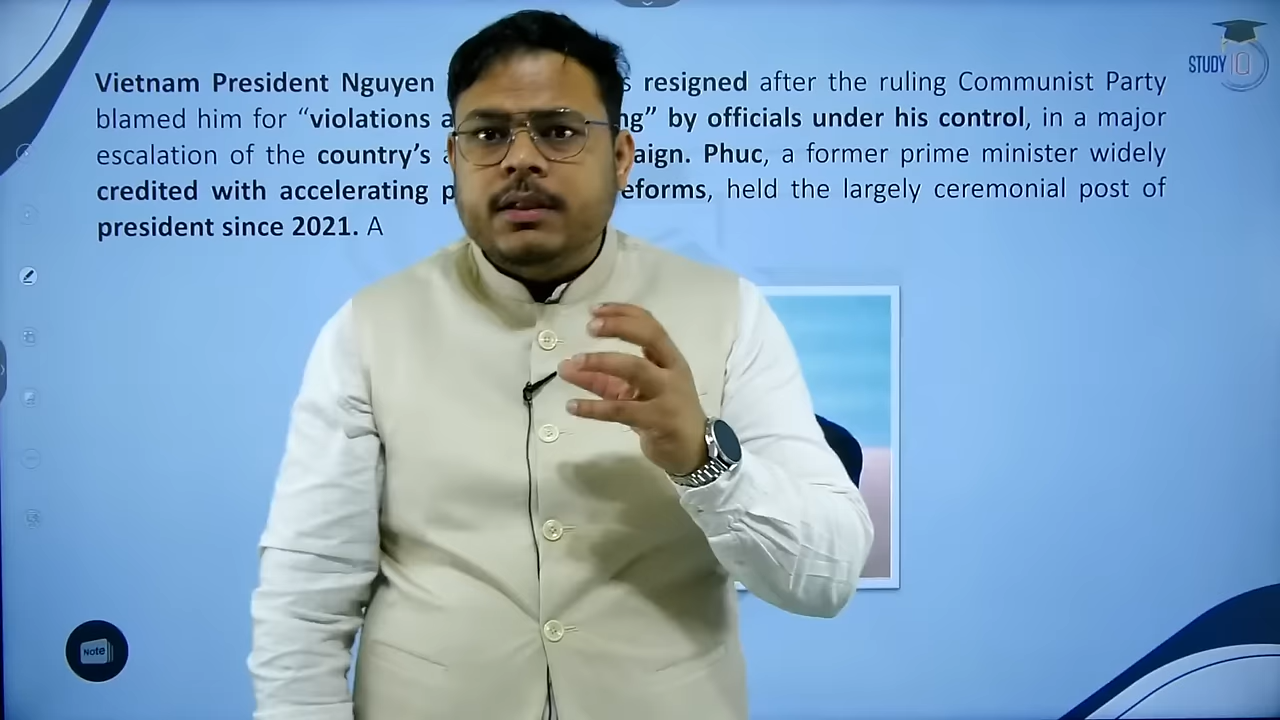 Vietnam President Nguyen s resigned after the ruling Communist Party
blamed him for “violations a ng” by officials under his control, in a major
escalation of the country’s a aign. Phuc, a former prime minister widely
credited with accelerating p eforms, held the largely ceremonial post of
president since 2021. A
STUDY IQ
Note